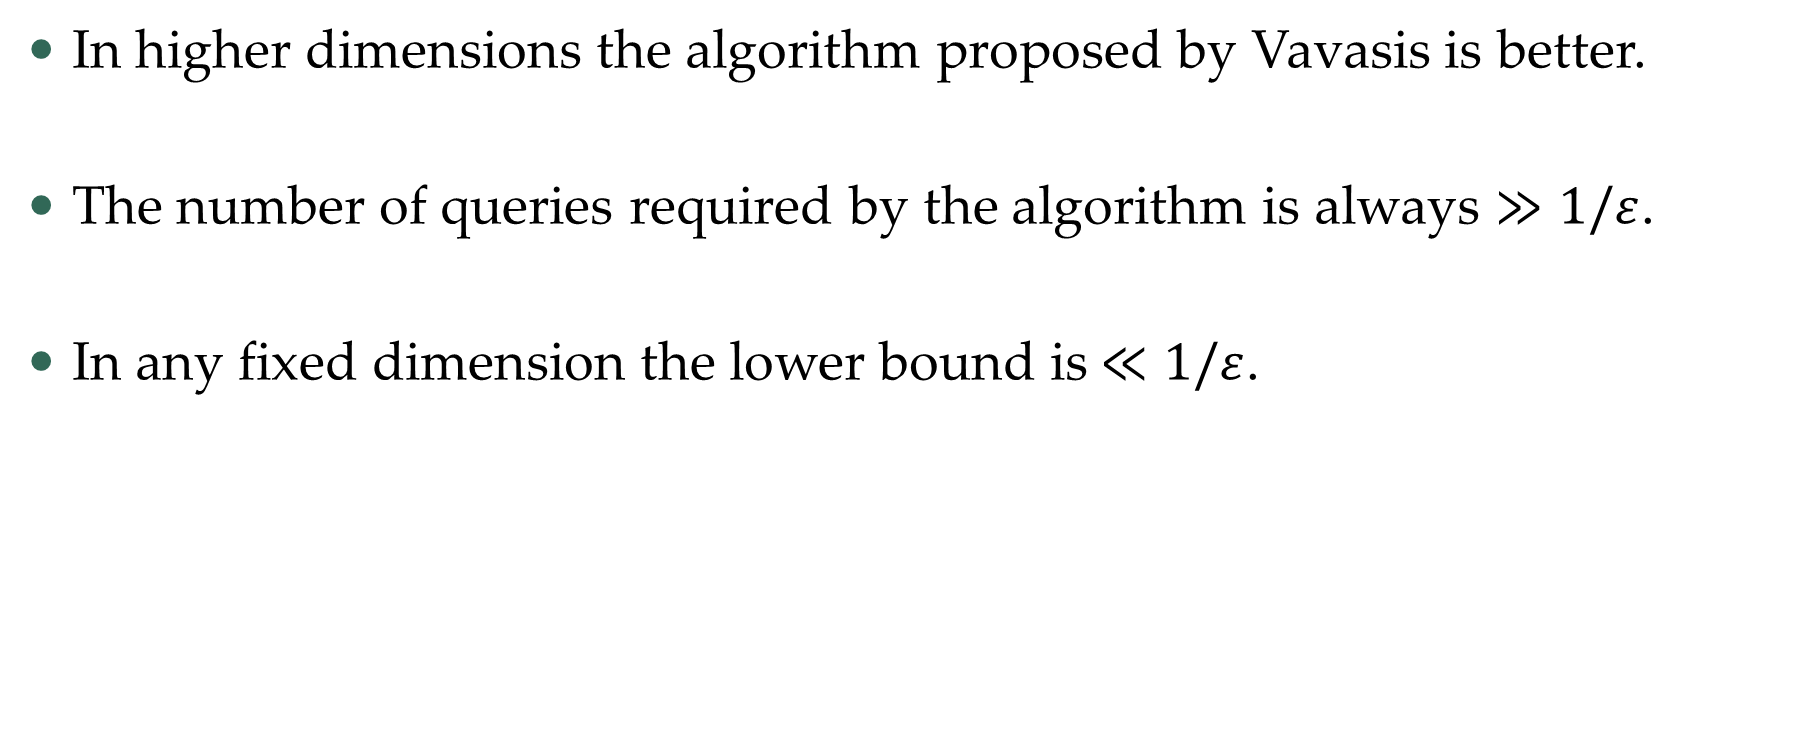 • In higher dimensions the algorithm proposed by Vavasis is better.
• The number of queries required by the algorithm is always ≫ 1/ε.
• In any fixed dimension the lower bound is ≪ 1/ε.